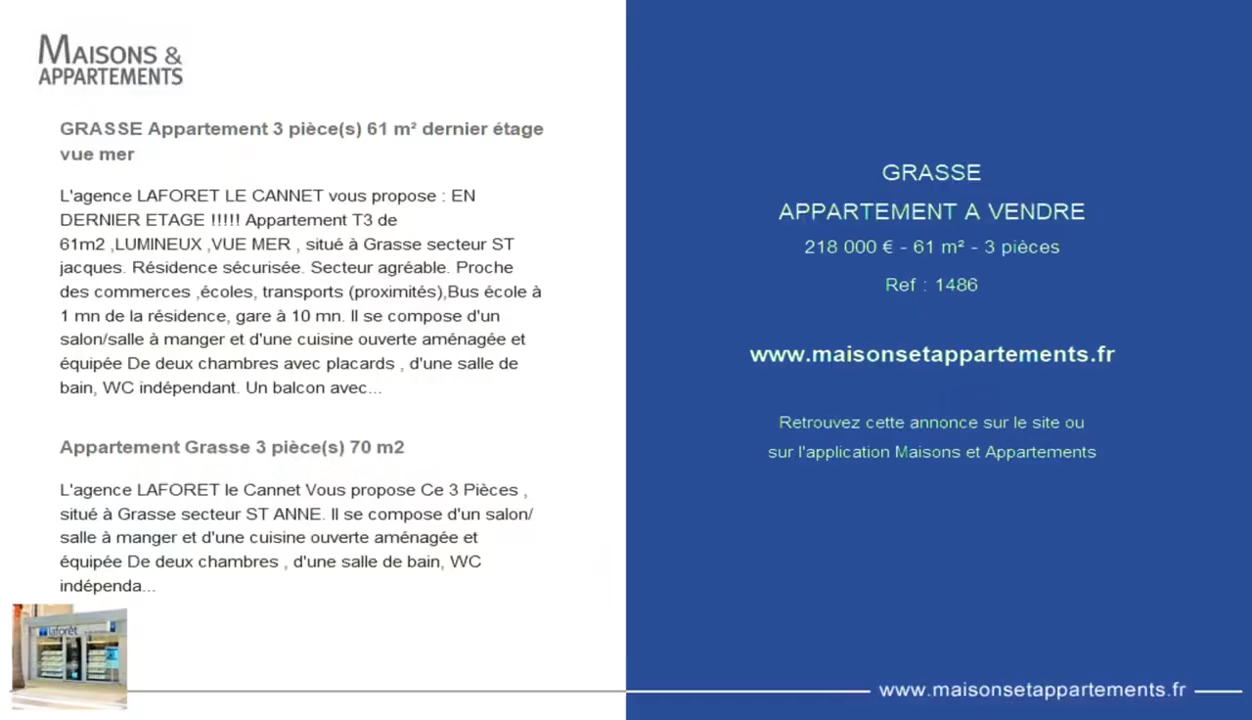 MAISONS &
APPARTEMENTS
GRASSE Appartement 3 pièce(s) 61 m² dernier étage
vue mer
L'agence LAFORET LE CANNET vous propose : EN
DERNIER ETAGE !!!!! Appartement T3 de
61m2 ,LUMINEUX ,VUE MER , situé à Grasse secteur ST
jacques. Résidence sécurisée. Secteur agréable. Proche
des commerces ,écoles, transports (proximités),Bus école à
1 mn de la résidence, gare à 10 mn. Il se compose d'un
salon/salle à manger et d'une cuisine ouverte aménagée et
équipée De deux chambres avec placards , d'une salle de
bain, WC indépendant. Un balcon avec...
Appartement Grasse 3 pièce(s) 70 m2
L'agence LAFORET le Cannet Vous propose Ce 3 Pièces ,
situé à Grasse secteur ST ANNE. Il se compose d'un salon/
salle à manger et d'une cuisine ouverte aménagée et
équipée De deux chambres , d'une salle de bain, WC
indépenda...
laforêt
GRASSE
APPARTEMENT A VENDRE
218 000 € - 61 m² - 3 pièces
Ref : 1486
www.maisonsetappartements.fr
Retrouvez cette annonce sur le site ou
sur l'application Maisons et Appartements
www.maisonsetappartements.fr